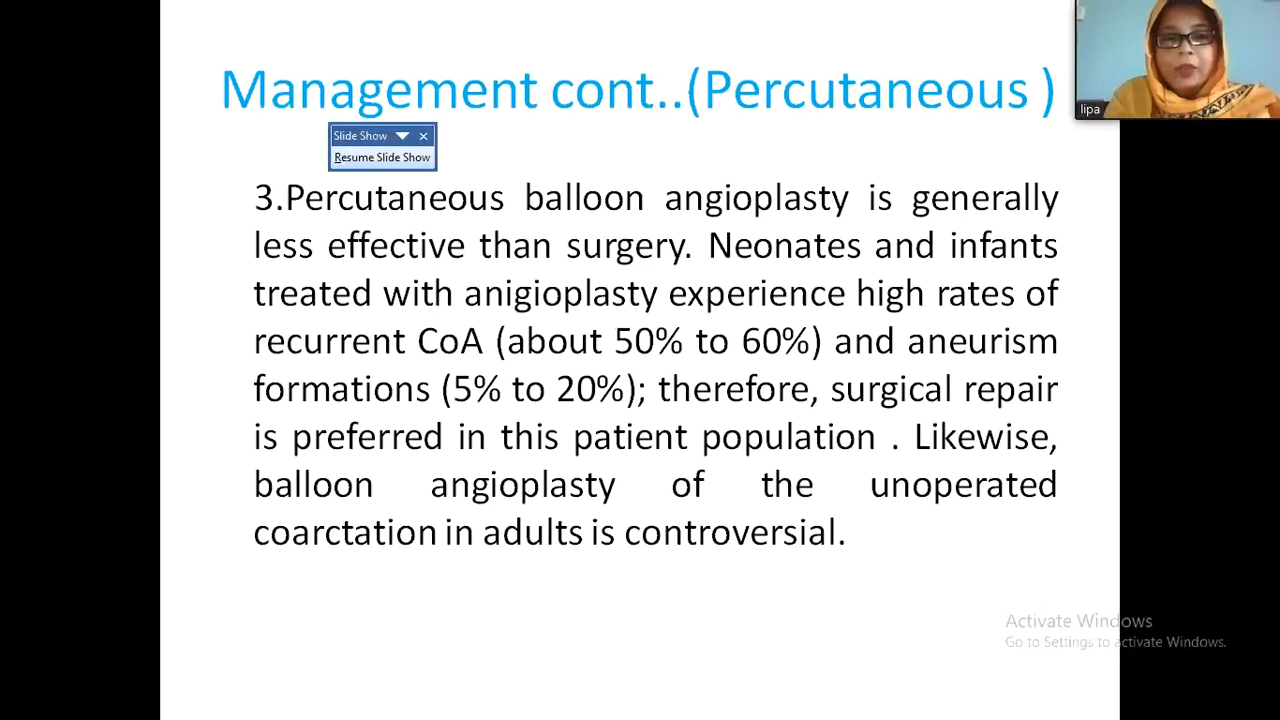 Management cont..(Percutaneous )
lipa
Slide Show
Resume Slide Show
3.Percutaneous balloon angioplasty is generally
less effective than surgery. Neonates and infants
treated with anigioplasty experience high rates of
recurrent CoA (about 50% to 60%) and aneurism
formations (5% to 20%); therefore, surgical repair
is preferred in this patient population . Likewise,
balloon angioplasty of the unoperated
coarctation in adults is controversial.
Activate Windows
Go to Settings to activate Windows.